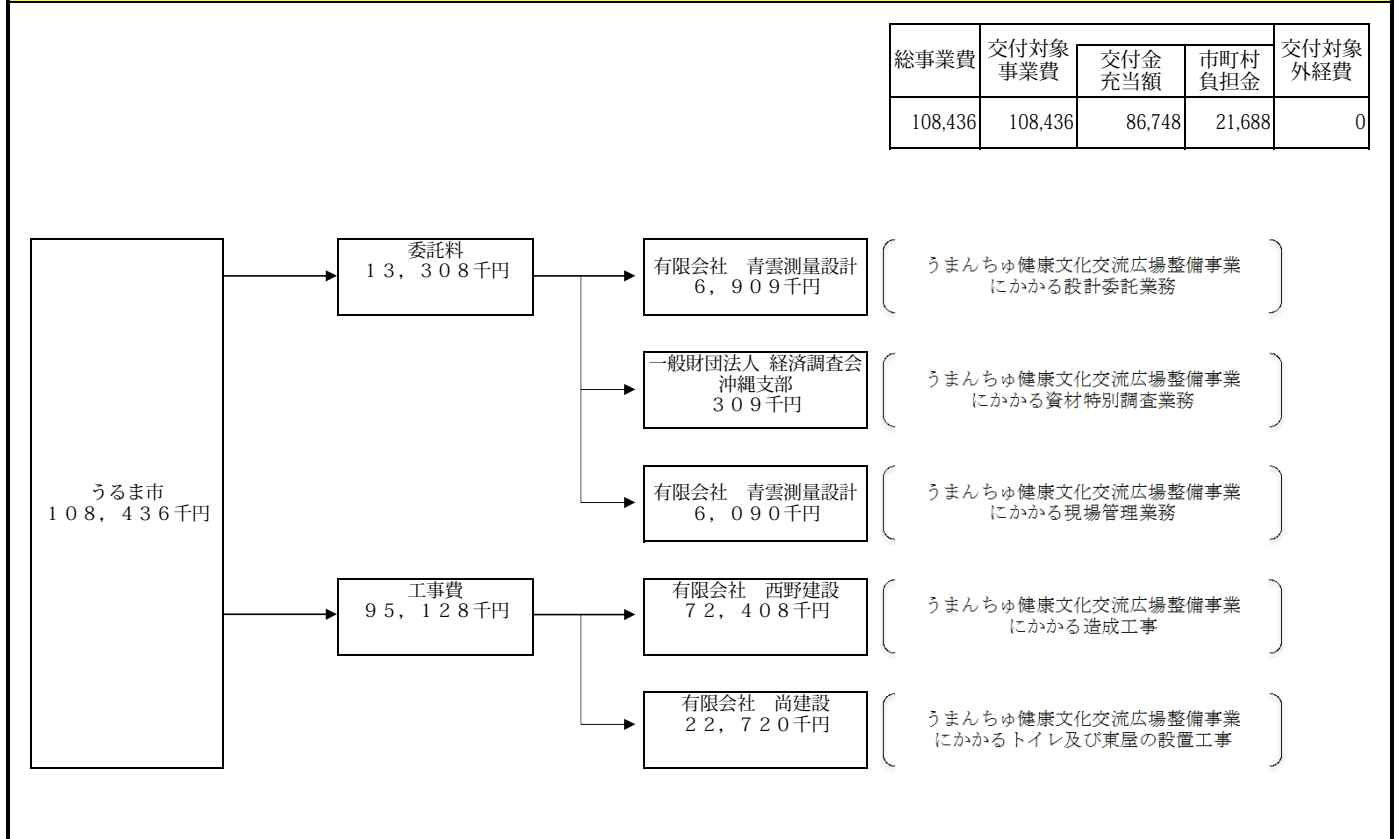 総事業費
交付対象
事業費
交付金
充当額
市町村
負担金
交付対象
外経費
108,436
108,436
86,748
21,688
0
うるま市
１０８，４３６千円
委託料
１３，３０８千円
有限会社　青雲測量設計
６，９０９千円
うまんちゅ健康文化交流広場整備事業
にかかる設計委託業務
一般財団法人 経済調査会
沖縄支部
３０９千円
うまんちゅ健康文化交流広場整備事業
にかかる資材特別調査業務
有限会社　青雲測量設計
６，０９０千円
うまんちゅ健康文化交流広場整備事業
にかかる現場管理業務
工事費
９５，１２８千円
有限会社　西野建設
７２，４０８千円
うまんちゅ健康文化交流広場整備事業
にかかる造成工事
有限会社　尚建設
２２，７２０千円
うまんちゅ健康文化交流広場整備事業
にかかるトイレ及び東屋の設置工事